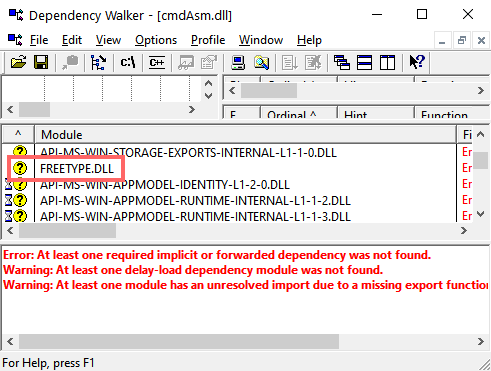 Dependency Walker - [cmdAsm.dll]
File Edit View Options Profile Window Help
c:\ C++
E Ordinal ^ Hint Function
^ Module Fi
API-MS-WIN-STORAGE-EXPORTS-INTERNAL-L1-1-0.DLL Er
FREETYPE.DLL Er
API-MS-WIN-APPMODEL-IDENTITY-L1-2-0.DLL Er
API-MS-WIN-APPMODEL-RUNTIME-INTERNAL-L1-1-2.DLL Er
API-MS-WIN-APPMODEL-RUNTIME-INTERNAL-L1-1-3.DLL Er
Error: At least one required implicit or forwarded dependency was not found.
Warning: At least one delay-load dependency module was not found.
Warning: At least one module has an unresolved import due to a missing export function
For Help, press F1